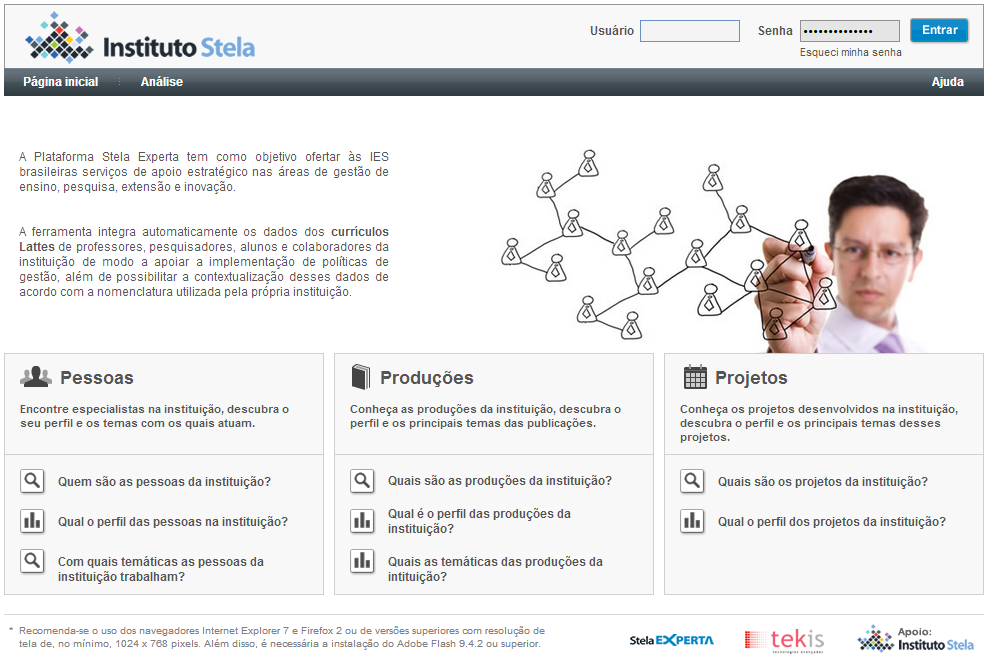 Instituto Stela
Usuário
Senha
••••••••••••••
Entrar
Esqueci minha senha
Página inicial
Análise
Ajuda
A Plataforma Stela Experta tem como objetivo ofertar às IES
brasileiras serviços de apoio estratégico nas áreas de gestão de
ensino, pesquisa, extensão e inovação.
A ferramenta integra automaticamente os dados dos currículos
Lattes de professores, pesquisadores, alunos e colaboradores da
instituição de modo a apoiar a implementação de políticas de
gestão, além de possibilitar a contextualização desses dados de
acordo com a nomenclatura utilizada pela própria instituição.
Pessoas
Encontre especialistas na instituição, descubra o
seu perfil e os temas com os quais atuam.
Quem são as pessoas da instituição?
Qual o perfil das pessoas na instituição?
Com quais temáticas as pessoas da
instituição trabalham?
Produções
Conheça as produções da instituição, descubra o
perfil e os principais temas das publicações.
Quais são as produções da instituição?
Qual é o perfil das produções da
instituição?
Quais as temáticas das produções da
intituição?
Projetos
Conheça os projetos desenvolvidos na instituição,
descubra o perfil e os principais temas desses
projetos.
Quais são os projetos da instituição?
Qual o perfil dos projetos da instituição?
* Recomenda-se o uso dos navegadores Internet Explorer 7 e Firefox 2 ou de versões superiores com resolução de
tela de, no mínimo, 1024 x 768 pixels. Além disso, é necessária a instalação do Adobe Flash 9.4.2 ou superior.
Stela EXPERTA
tekis
tecnologias avançadas
Apoio:
Instituto Stela